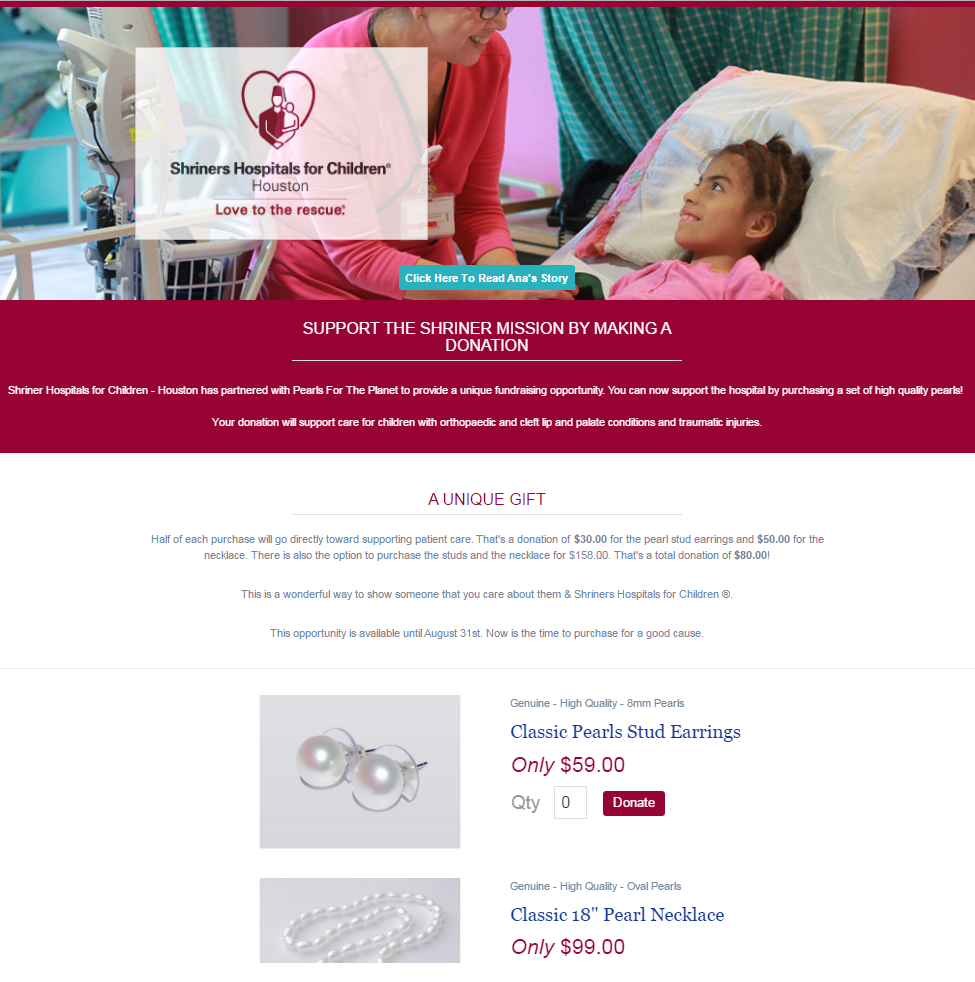 Shriners Hospitals for Children®
Houston
Love to the rescue.®
Click Here To Read Ana's Story
SUPPORT THE SHRINER MISSION BY MAKING A
DONATION
Shriner Hospitals for Children - Houston has partnered with Pearls For The Planet to provide a unique fundraising opportunity. You can now support the hospital by purchasing a set of high quality pearls!
Your donation will support care for children with orthopaedic and cleft lip and palate conditions and traumatic injuries.
A UNIQUE GIFT
Half of each purchase will go directly toward supporting patient care. That's a donation of $30.00 for the pearl stud earrings and $50.00 for the
necklace. There is also the option to purchase the studs and the necklace for $158.00. That's a total donation of $80.00!
This is a wonderful way to show someone that you care about them & Shriners Hospitals for Children ®.
This opportunity is available until August 31st. Now is the time to purchase for a good cause.
Genuine - High Quality - 8mm Pearls
Classic Pearls Stud Earrings
Only $59.00
Qty 0 Donate
Genuine - High Quality - Oval Pearls
Classic 18" Pearl Necklace
Only $99.00